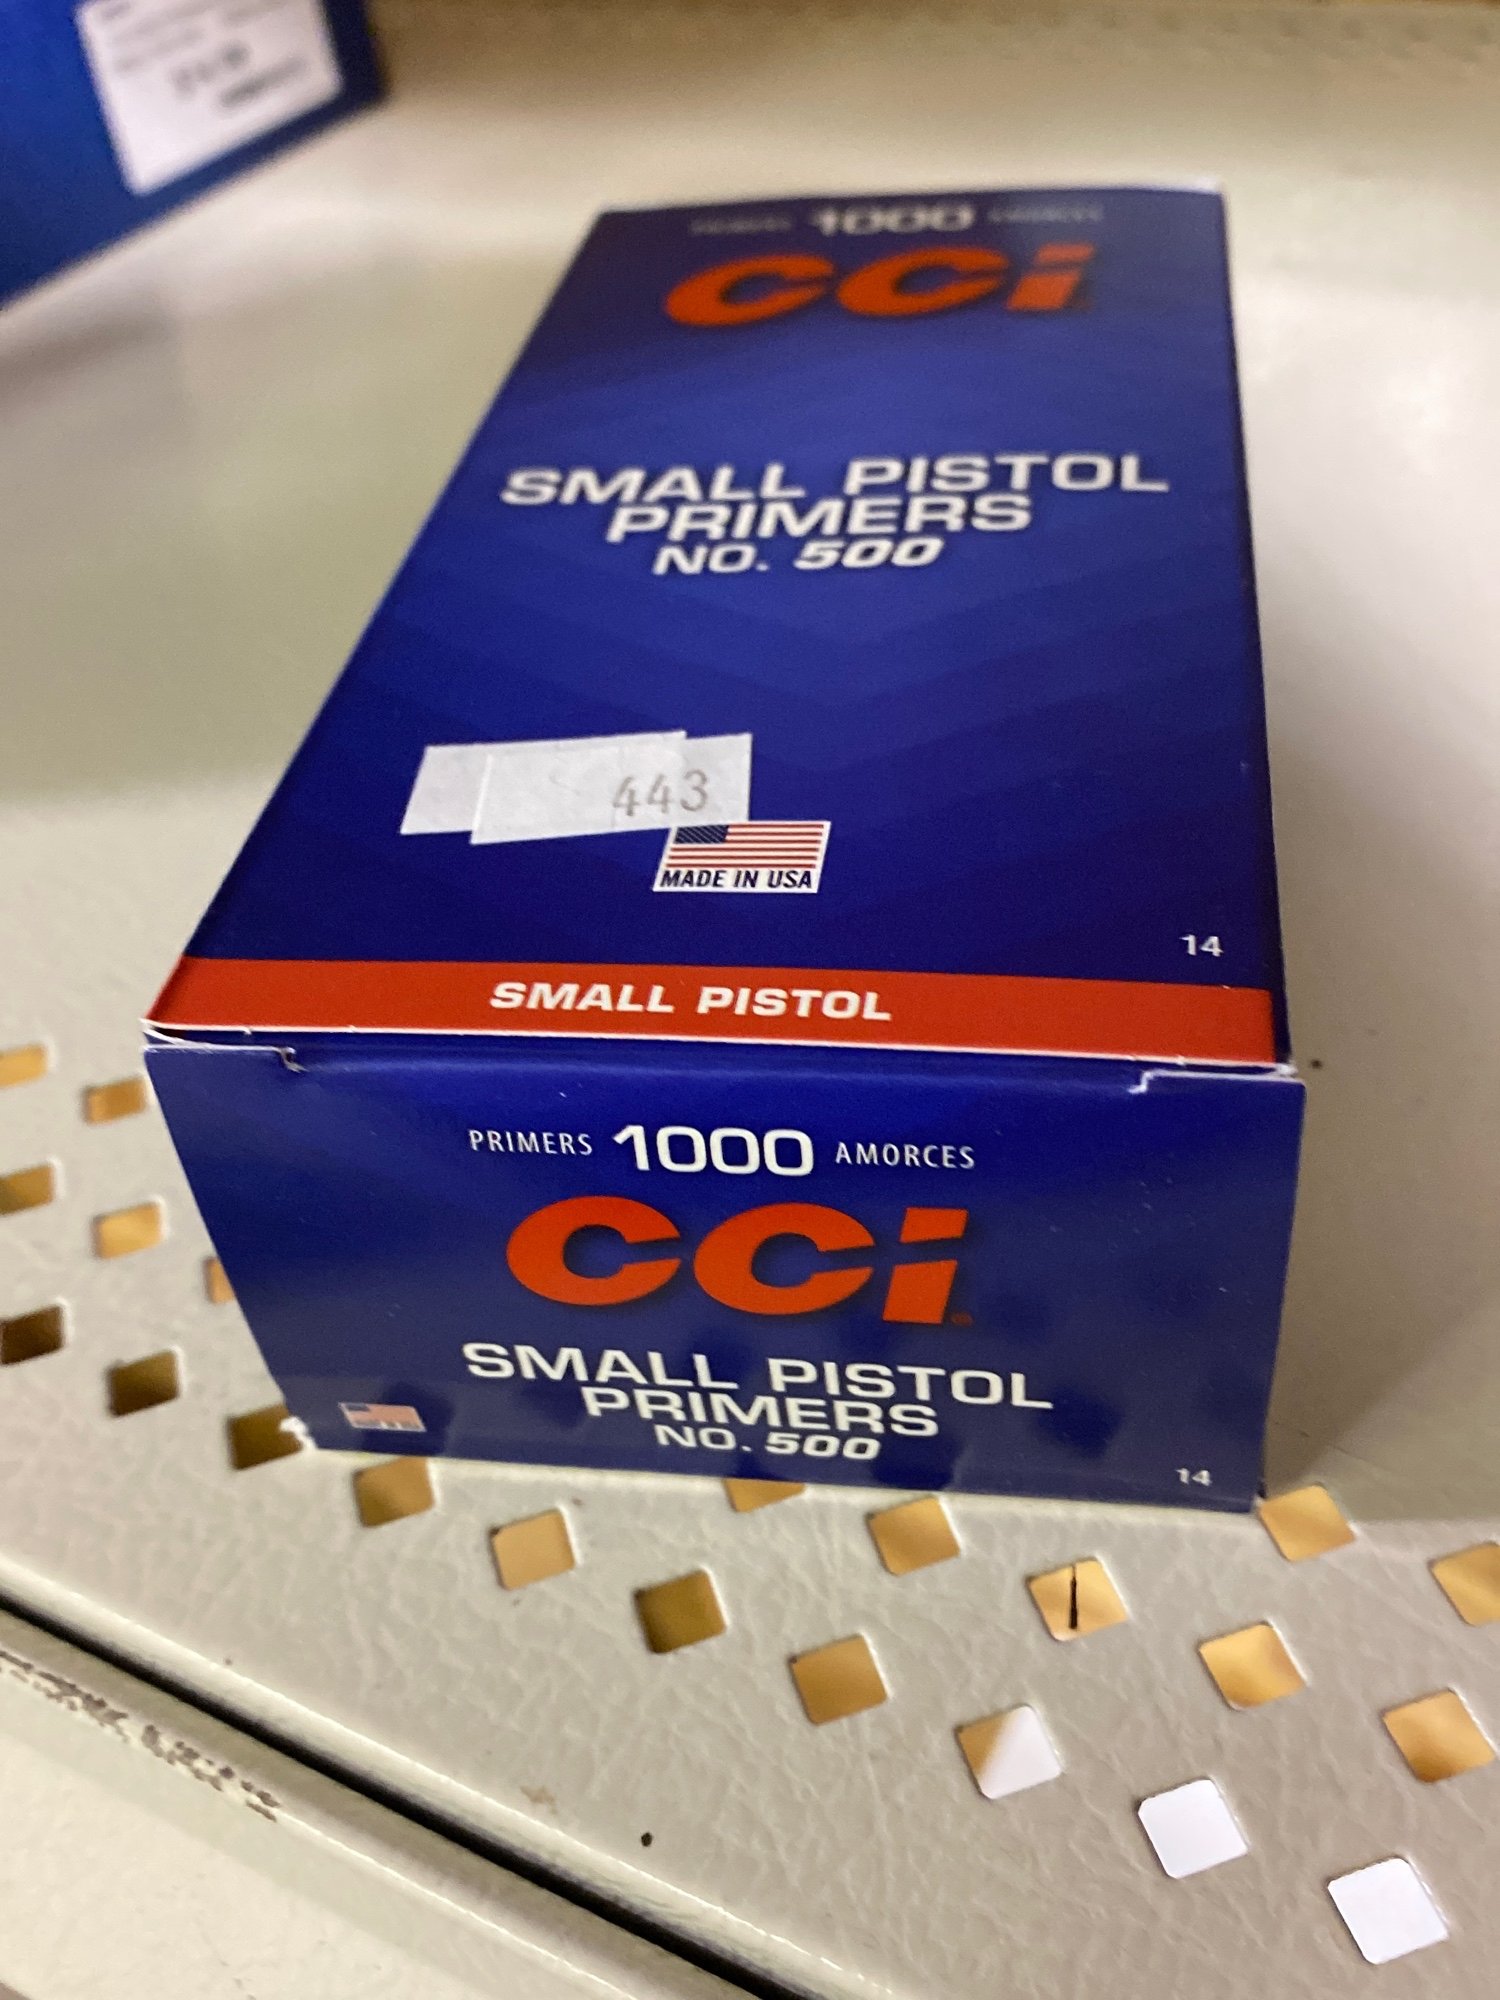 1000
CCI
SMALL PISTOL
PRIMERS
NO. 500
443
MADE IN USA
14
SMALL PISTOL
PRIMERS 1000 AMORCES
CCI
SMALL PISTOL
PRIMERS
NO. 500
14